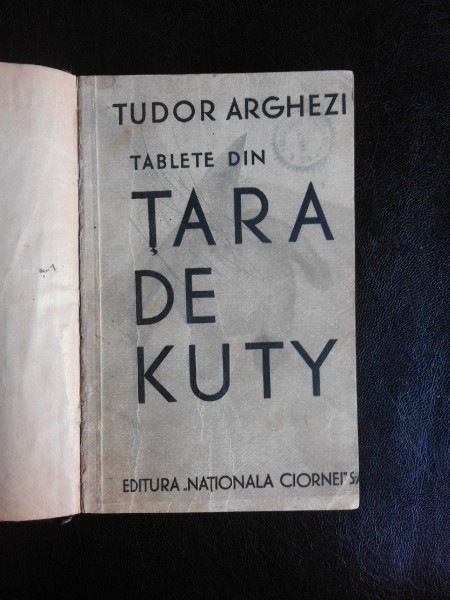 TUDOR ARGHEZI
TABLETE DIN
ȚARA
DE
KUTY
EDITURA „NAȚIONALA CIORNEI" S.A